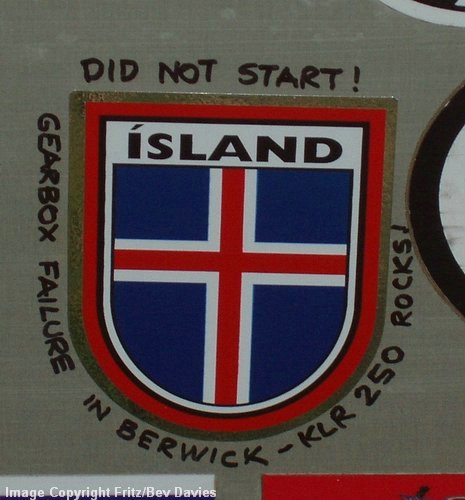 DID NOT START!
ÍSLAND
GEARBOX FAILURE IN BERWICK - KLR 250 ROCKS!
Image Copyright Fritz/Bev Davies